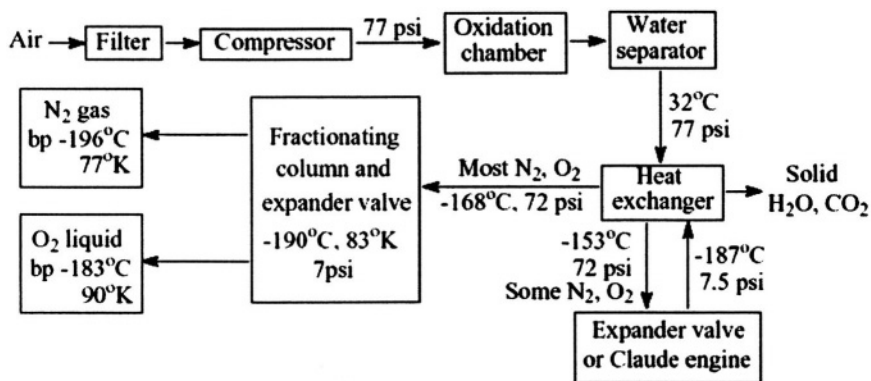 Air
Filter
Compressor
77 psi
Oxidation
chamber
Water
separator
32°C
77 psi
N₂ gas
bp -196°C
77°K
Fractionating
column and
expander valve
-190°C, 83°K
7psi
Most N₂, O₂
-168°C, 72 psi
Heat
exchanger
Solid
H₂O, CO₂
O₂ liquid
bp -183°C
90°K
-153°C
72 psi
Some N₂, O₂
-187°C
7.5 psi
Expander valve
or Claude engine